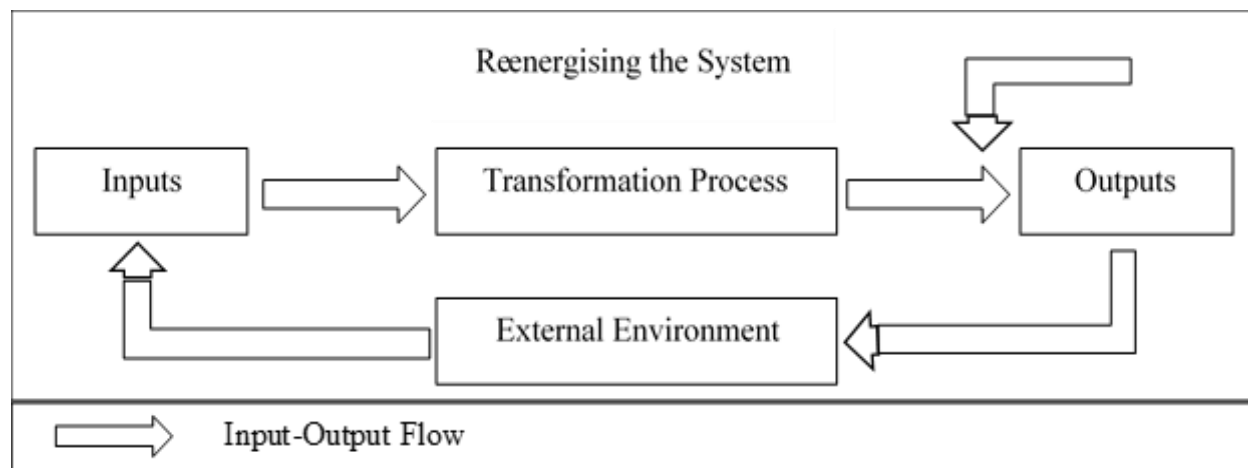 Reenergising the System
Inputs
Transformation Process
Outputs
External Environment
Input-Output Flow